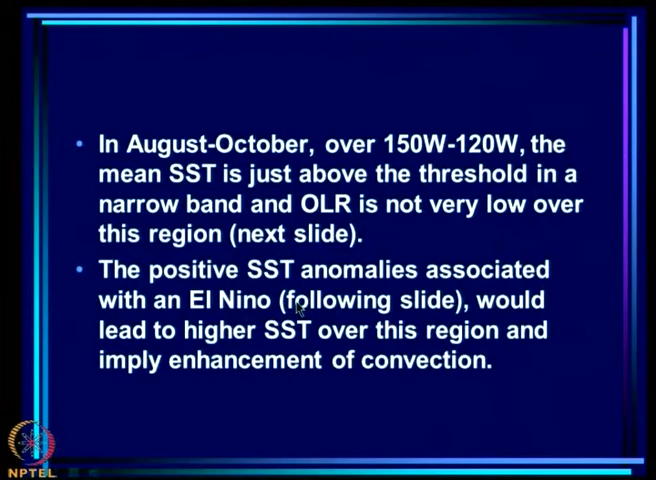 • In August-October, over 150W-120W, the
mean SST is just above the threshold in a
narrow band and OLR is not very low over
this region (next slide).
• The positive SST anomalies associated
with an El Nino (following slide), would
lead to higher SST over this region and
imply enhancement of convection.
NPTEL